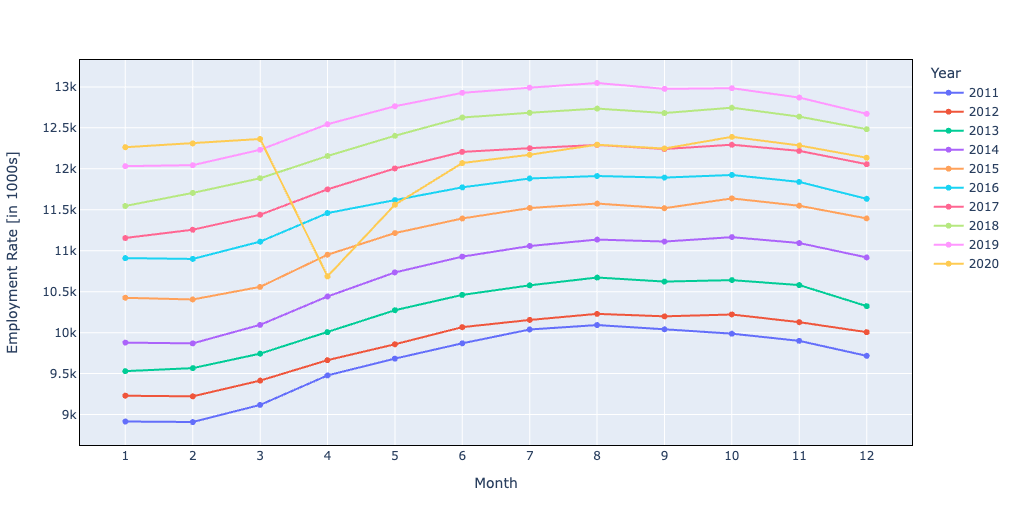 13k
12.5k
12k
11.5k
11k
10.5k
10k
9.5k
9k
Employment Rate [in 1000s]
1 2 3 4 5 6 7 8 9 10 11 12
Month
Year
2011
2012
2013
2014
2015
2016
2017
2018
2019
2020